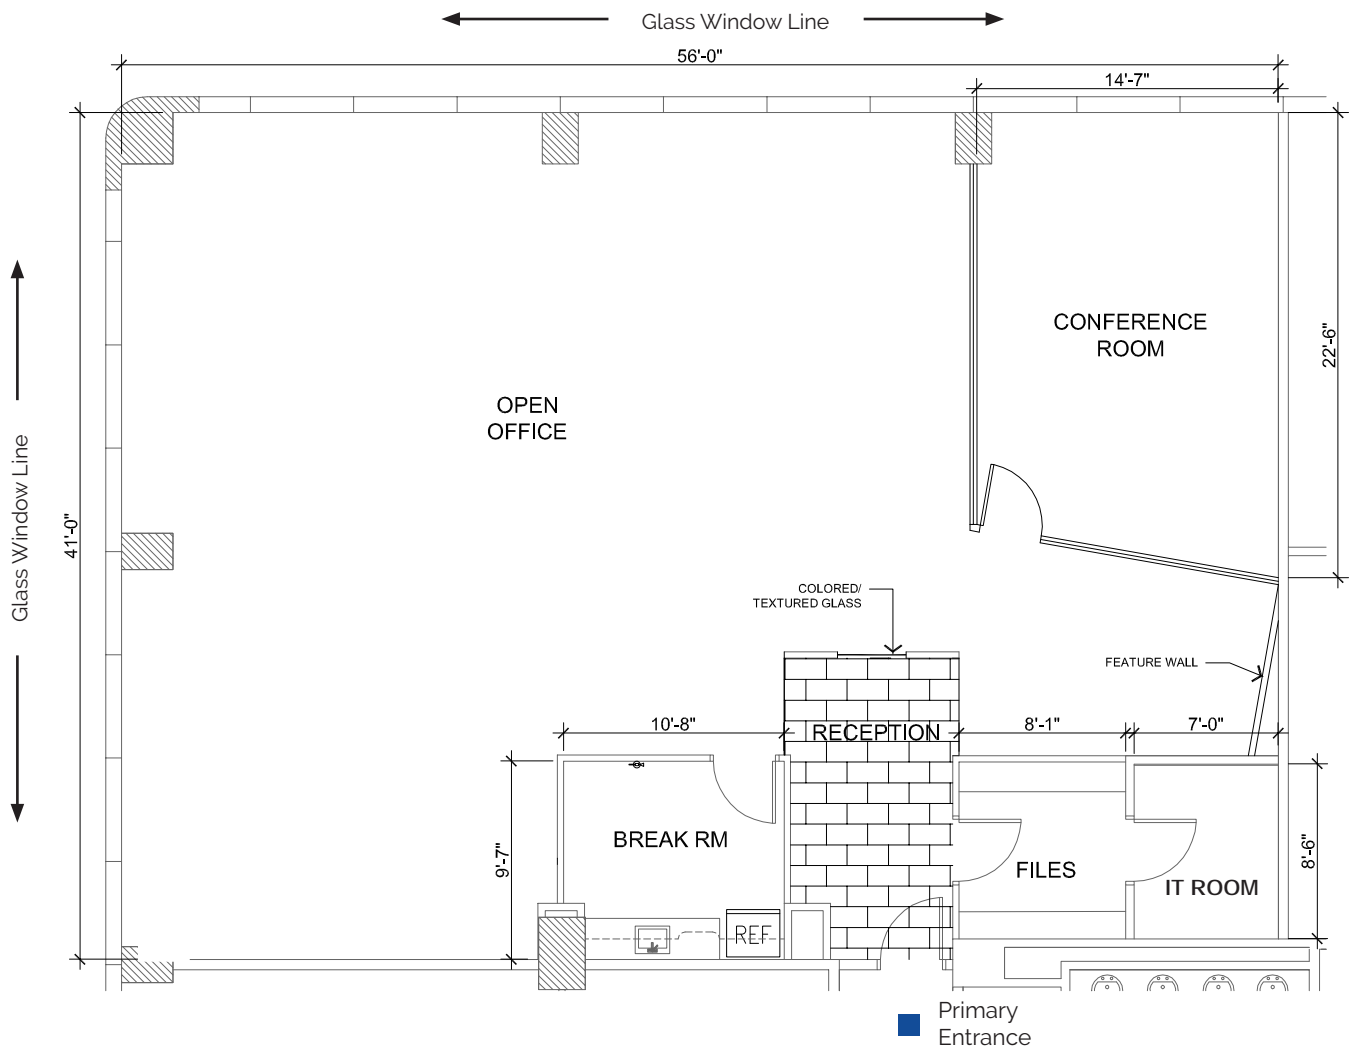 Glass Window Line
56'-0"
14'-7"
CONFERENCE
ROOM
22'-6"
OPEN
OFFICE
Glass Window Line
41'-0"
COLORED/
TEXTURED GLASS
FEATURE WALL
10'-8"
RECEPTION
8'-1"
7'-0"
BREAK RM
9'-7"
FILES
IT ROOM
8'-6"
REF
Primary
Entrance